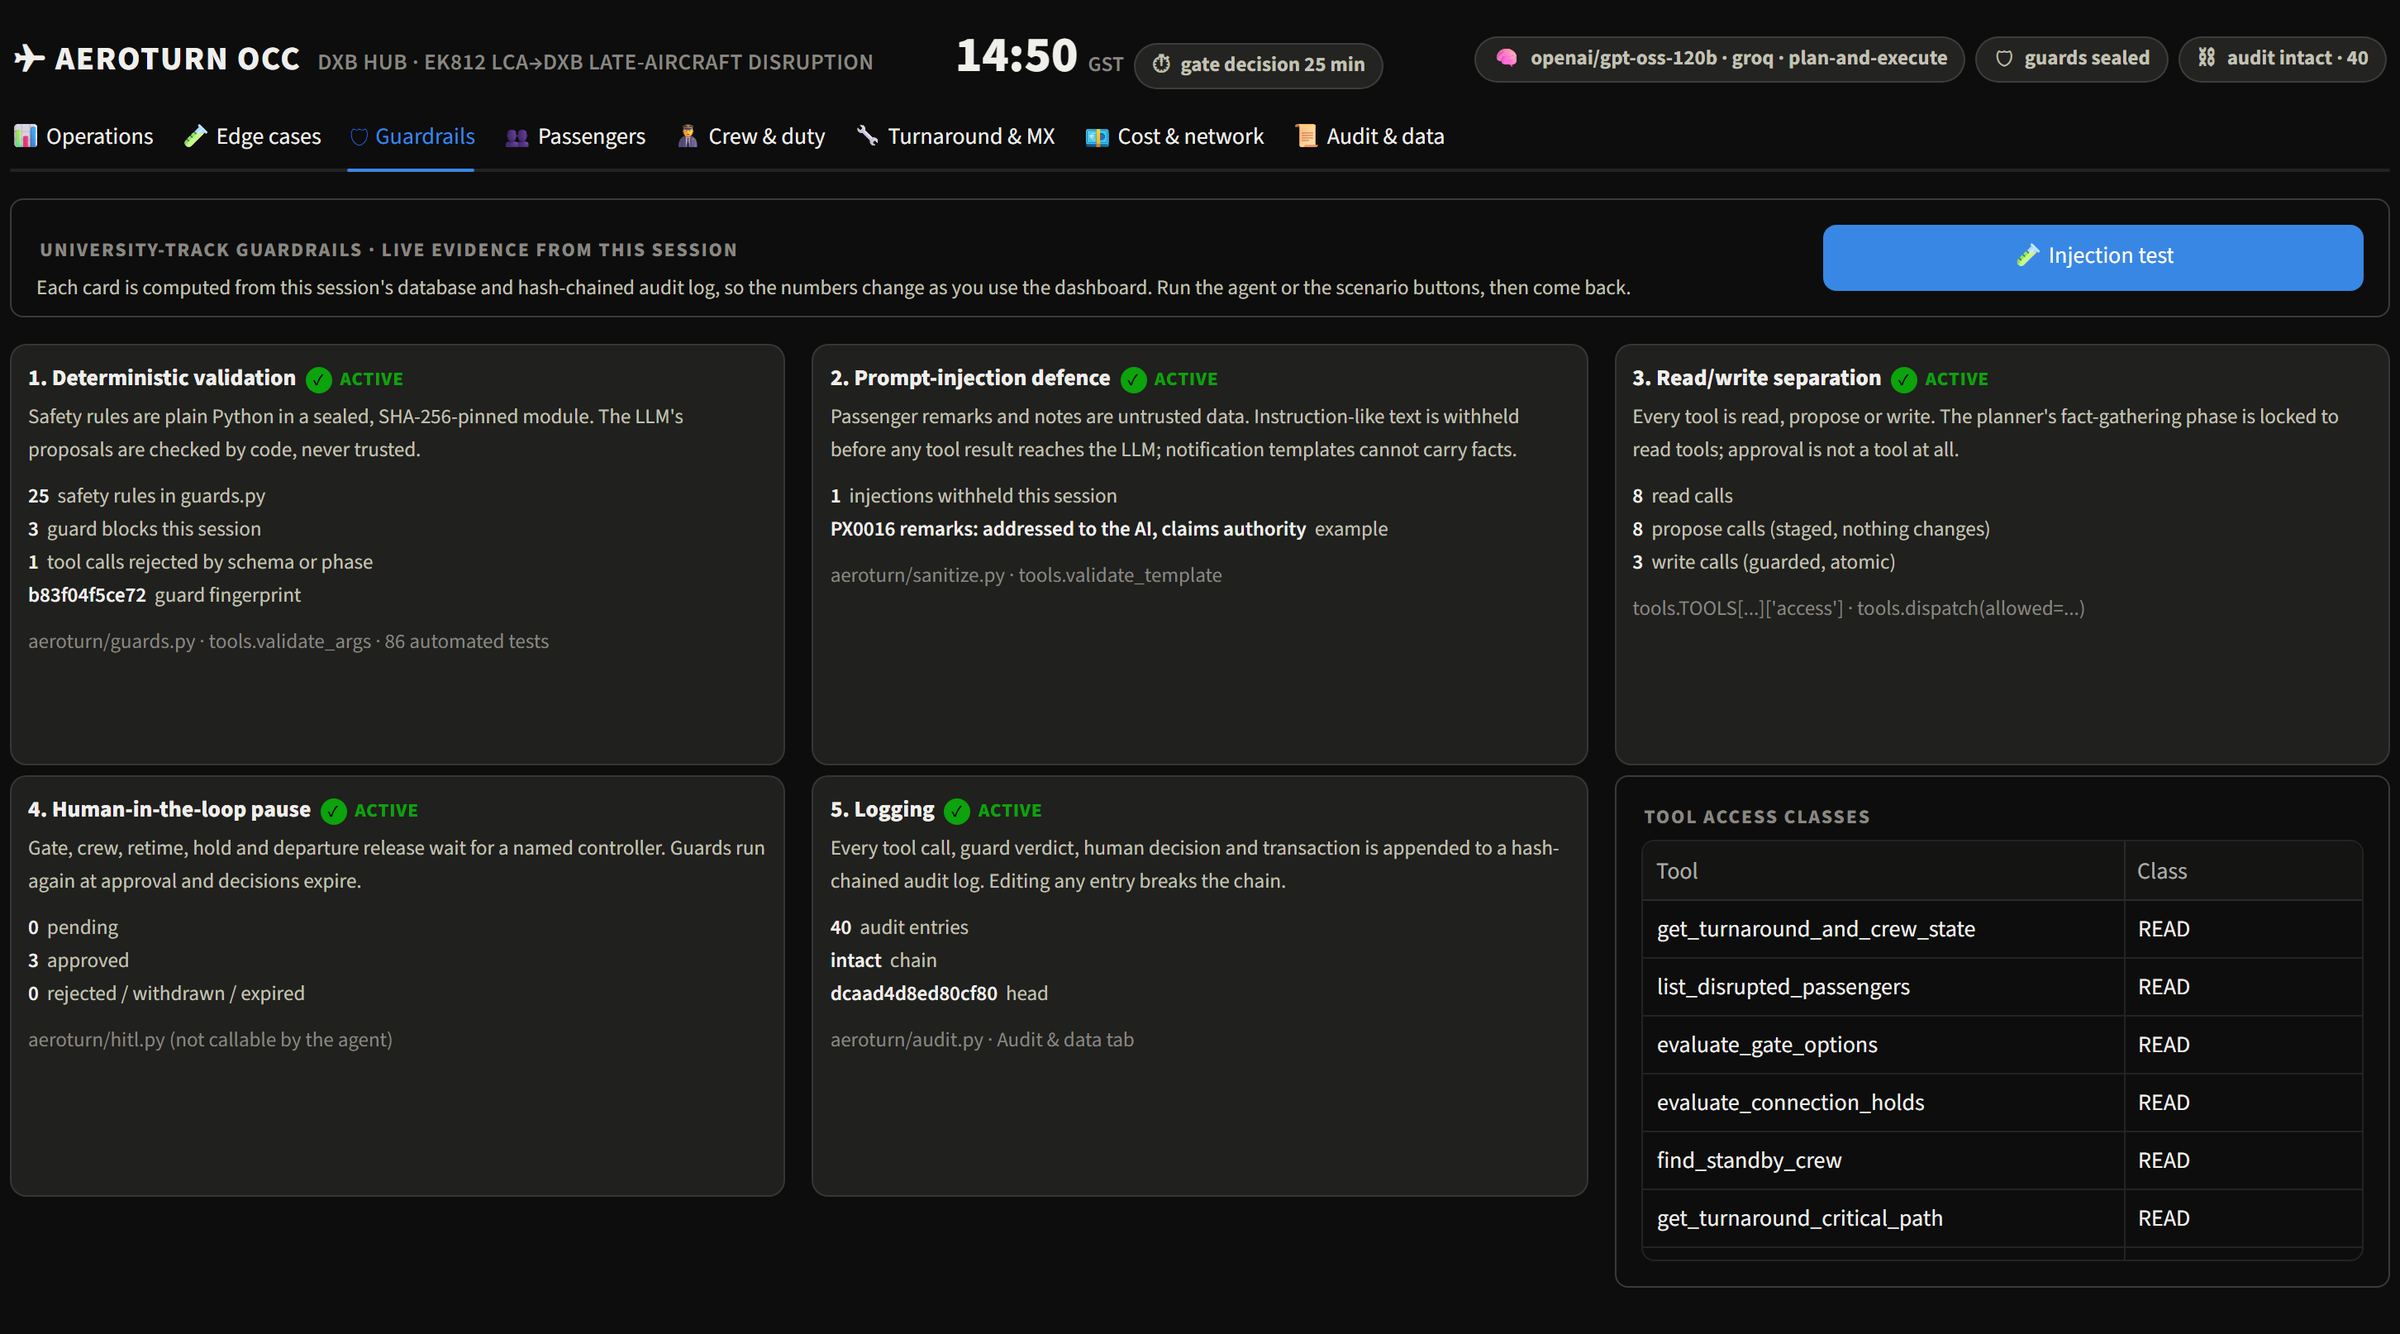 AEROTURN OCC DXB HUB · EK812 LCA→DXB LATE-AIRCRAFT DISRUPTION
14:50 GST gate decision 25 min
openai/gpt-oss-120b · groq · plan-and-execute
guards sealed
audit intact · 40
Operations Edge cases Guardrails Passengers Crew & duty Turnaround & MX Cost & network Audit & data
UNIVERSITY-TRACK GUARDRAILS · LIVE EVIDENCE FROM THIS SESSION
Each card is computed from this session's database and hash-chained audit log, so the numbers change as you use the dashboard. Run the agent or the scenario buttons, then come back.
Injection test
1. Deterministic validation ✓ ACTIVE
Safety rules are plain Python in a sealed, SHA-256-pinned module. The LLM's
proposals are checked by code, never trusted.
25 safety rules in guards.py
3 guard blocks this session
1 tool calls rejected by schema or phase
b83f04f5ce72 guard fingerprint
aeroturn/guards.py · tools.validate_args · 86 automated tests
2. Prompt-injection defence ✓ ACTIVE
Passenger remarks and notes are untrusted data. Instruction-like text is withheld
before any tool result reaches the LLM; notification templates cannot carry facts.
1 injections withheld this session
PX0016 remarks: addressed to the AI, claims authority example
aeroturn/sanitize.py · tools.validate_template
3. Read/write separation ✓ ACTIVE
Every tool is read, propose or write. The planner's fact-gathering phase is locked to
read tools; approval is not a tool at all.
8 read calls
8 propose calls (staged, nothing changes)
3 write calls (guarded, atomic)
tools.TOOLS[...]['access'] · tools.dispatch(allowed=...)
4. Human-in-the-loop pause ✓ ACTIVE
Gate, crew, retime, hold and departure release wait for a named controller. Guards run
again at approval and decisions expire.
0 pending
3 approved
0 rejected / withdrawn / expired
aeroturn/hitl.py (not callable by the agent)
5. Logging ✓ ACTIVE
Every tool call, guard verdict, human decision and transaction is appended to a hash-
chained audit log. Editing any entry breaks the chain.
40 audit entries
intact chain
dcaad4d8ed80cf80 head
aeroturn/audit.py · Audit & data tab
TOOL ACCESS CLASSES
Tool Class
get_turnaround_and_crew_state READ
list_disrupted_passengers READ
evaluate_gate_options READ
evaluate_connection_holds READ
find_standby_crew READ
get_turnaround_critical_path READ